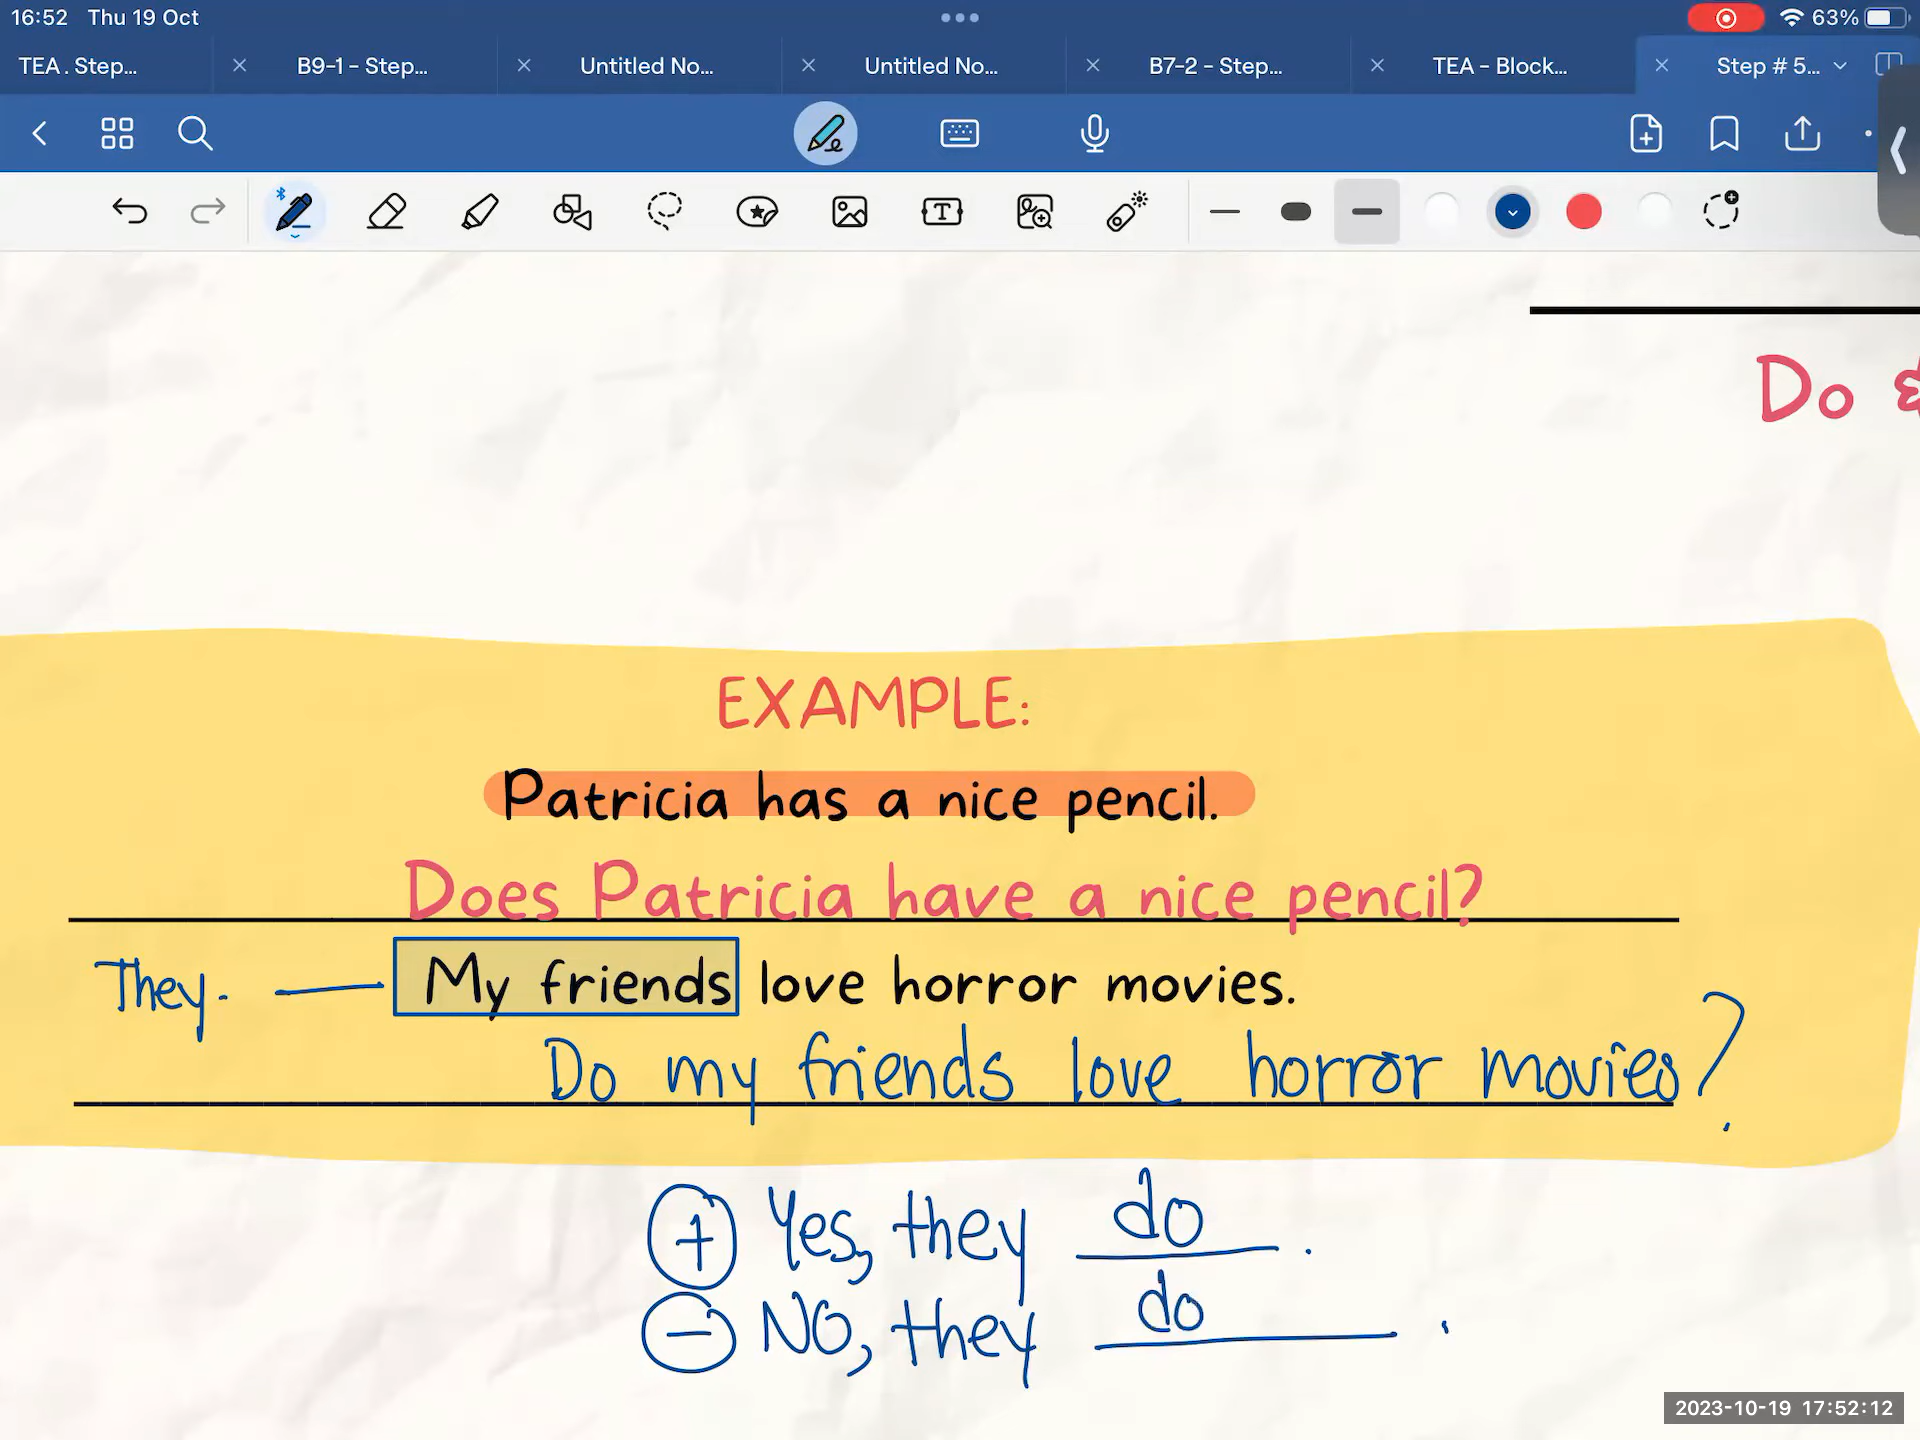 16:52 Thu 19 Oct 63%
TEA . Step... B9-1 - Step... Untitled No... Untitled No... B7-2 - Step... TEA - Block... Step # 5...
Do &
EXAMPLE:
Patricia has a nice pencil.
Does Patricia have a nice pencil?
They. My friends love horror movies.
Do my friends love horror movies?
+ Yes, they do.
- No, they do .
2023-10-19 17:52:12